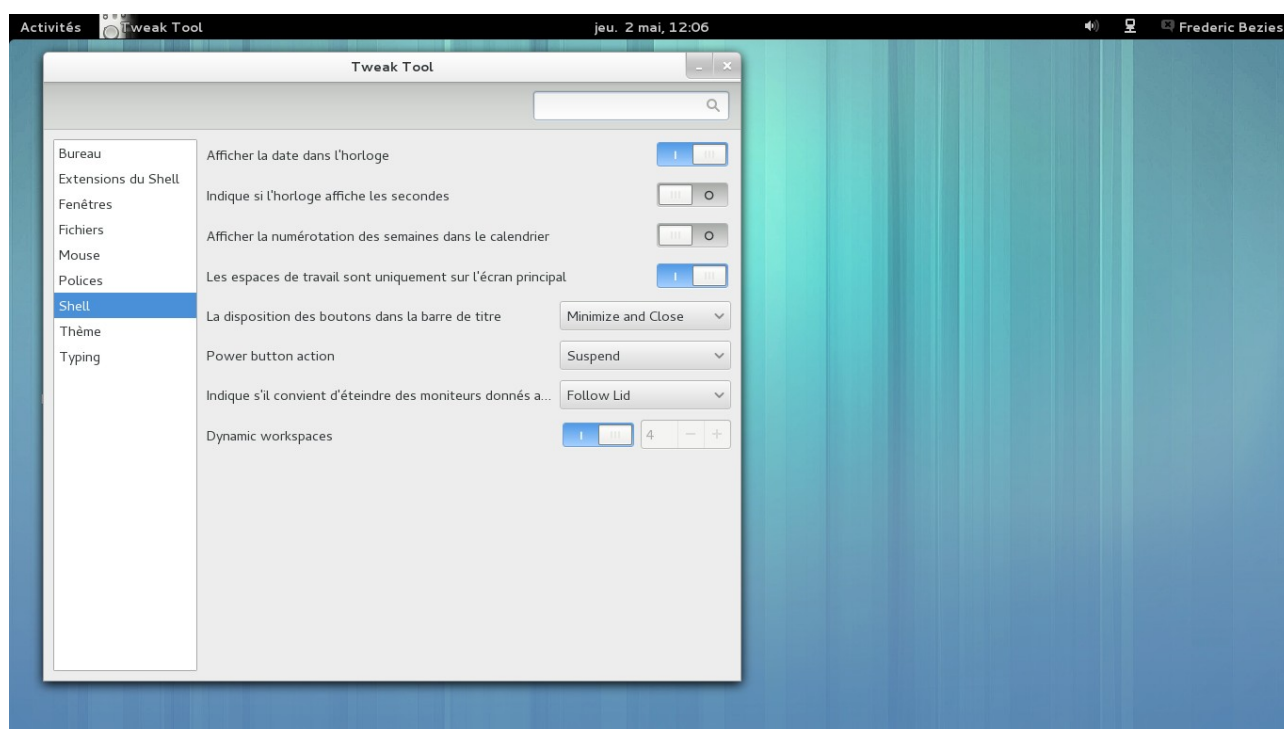 Activités Tweak Tool jeu. 2 mai, 12:06 Frederic Bezies
Tweak Tool
Bureau
Extensions du Shell
Fenêtres
Fichiers
Mouse
Polices
Shell
Thème
Typing
Afficher la date dans l'horloge
Indique si l'horloge affiche les secondes
Afficher la numérotation des semaines dans le calendrier
Les espaces de travail sont uniquement sur l'écran principal
La disposition des boutons dans la barre de titre Minimize and Close
Power button action Suspend
Indique s'il convient d'éteindre des moniteurs donnés a... Follow Lid
Dynamic workspaces 4